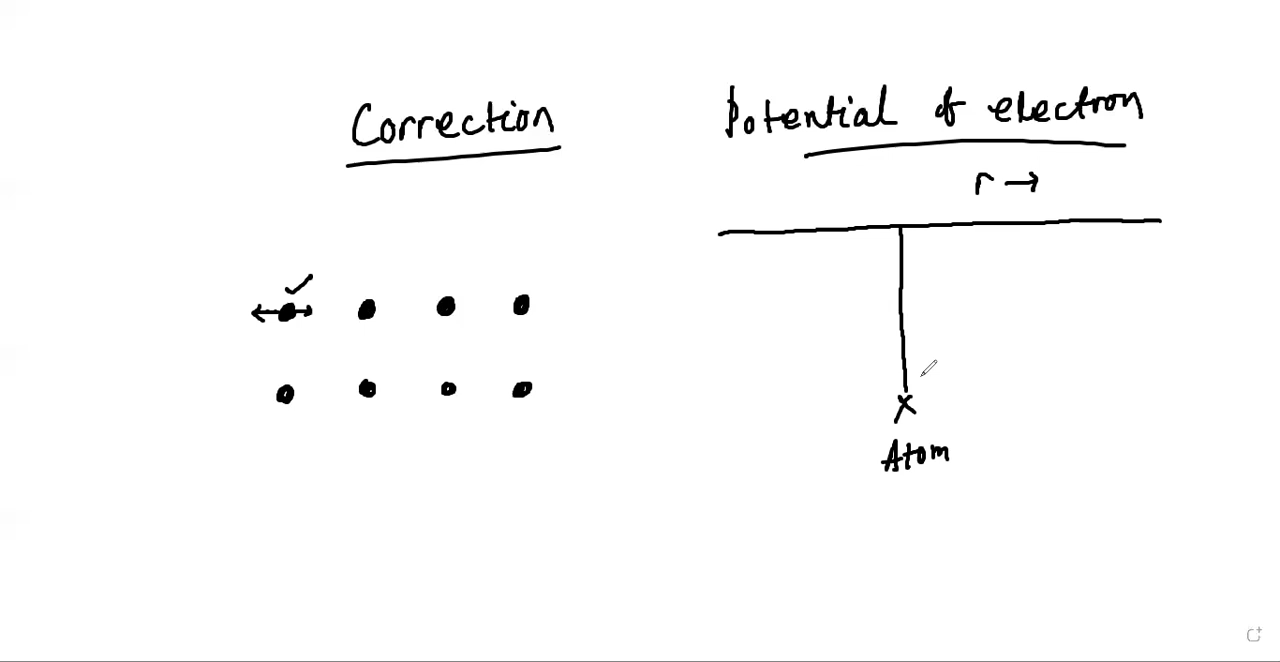 Correction
Potential of electron
r →
Atom